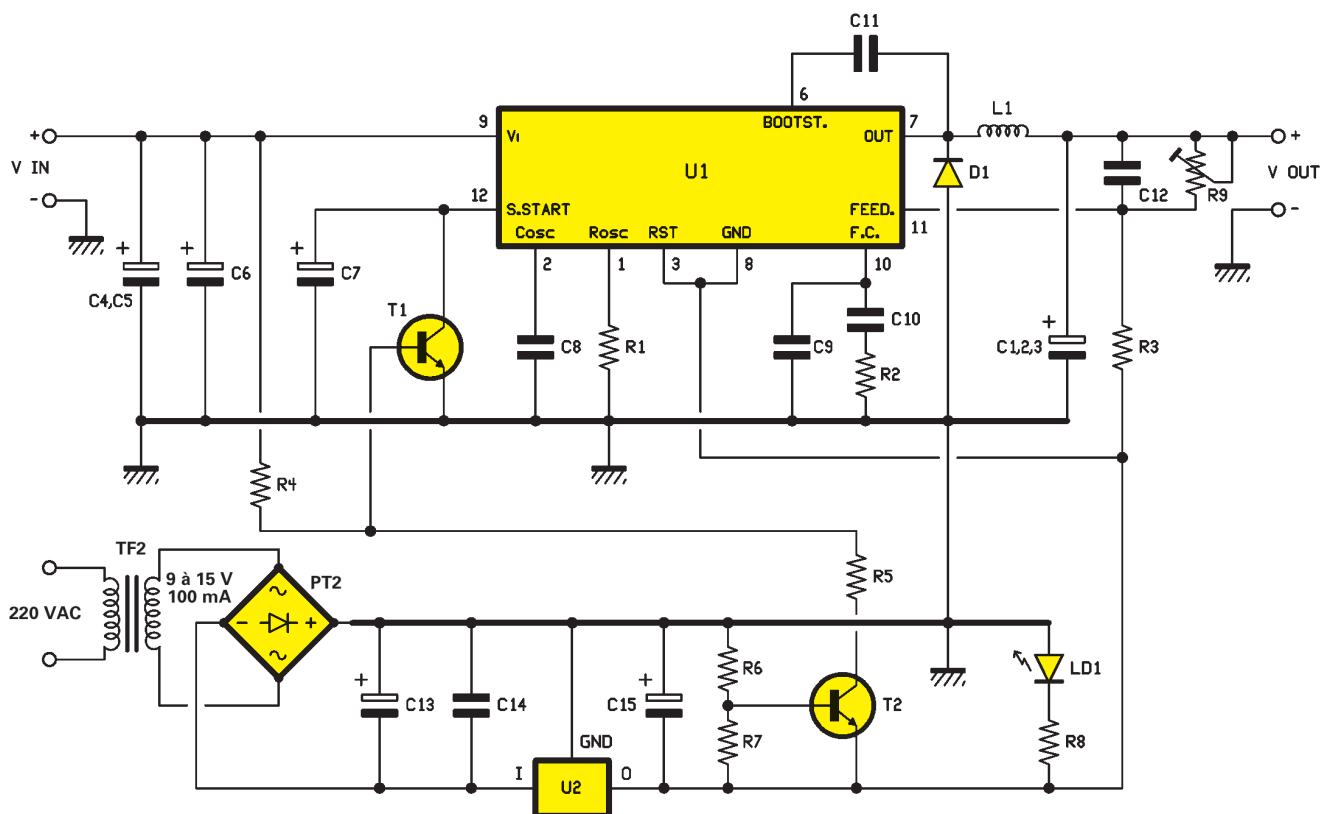 C11
6
L1
+
9
VI
BOOTST.
OUT
7
+
V IN
U1
D1
C12
R9
V OUT
-
12
S.START
FEED.
11
-
Cosc
Rosc
RST
GND
F.C.
+
+
+
2
1
3
8
10
C4,C5
C6
C7
T1
C8
R1
C9
C10
R2
+
C1,2,3
R3
R4
TF2
9 à 15 V
100 mA
PT2
R5
220 VAC
~
-
+
~
R6
LD1
+
C13
C14
C15
+
T2
R7
R8
GND
I
U2
O